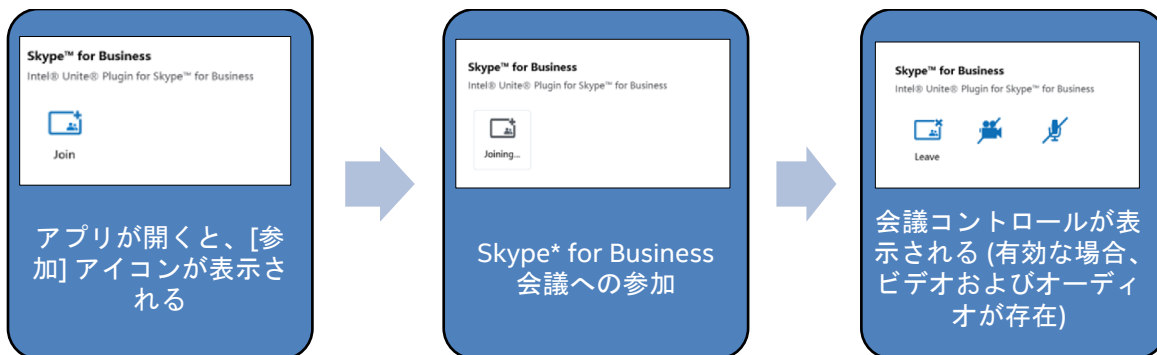 Skype™ for Business
Intel® Unite® Plugin for Skype™ for Business
Join
アプリが開くと、[参
加] アイコンが表示さ
れる
Skype™ for Business
Intel® Unite® Plugin for Skype™ for Business
Joining...
Skype* for Business
会議への参加
Skype™ for Business
Intel® Unite® Plugin for Skype™ for Business
Leave
会議コントロールが表
示される (有効な場合、
ビデオおよびオーディ
オが存在)